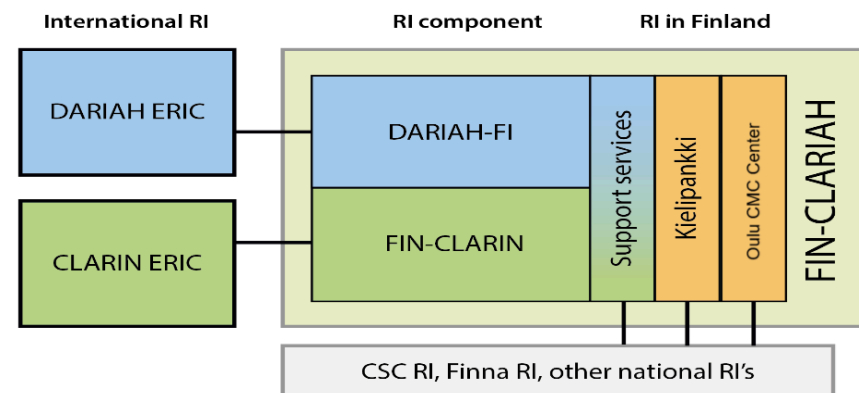 International RI
RI component
RI in Finland
DARIAH ERIC
DARIAH-FI
CLARIN ERIC
FIN-CLARIN
Support services
Kielipankki
Oulu CMC Center
FIN-CLARIAH
CSC RI, Finna RI, other national RI's